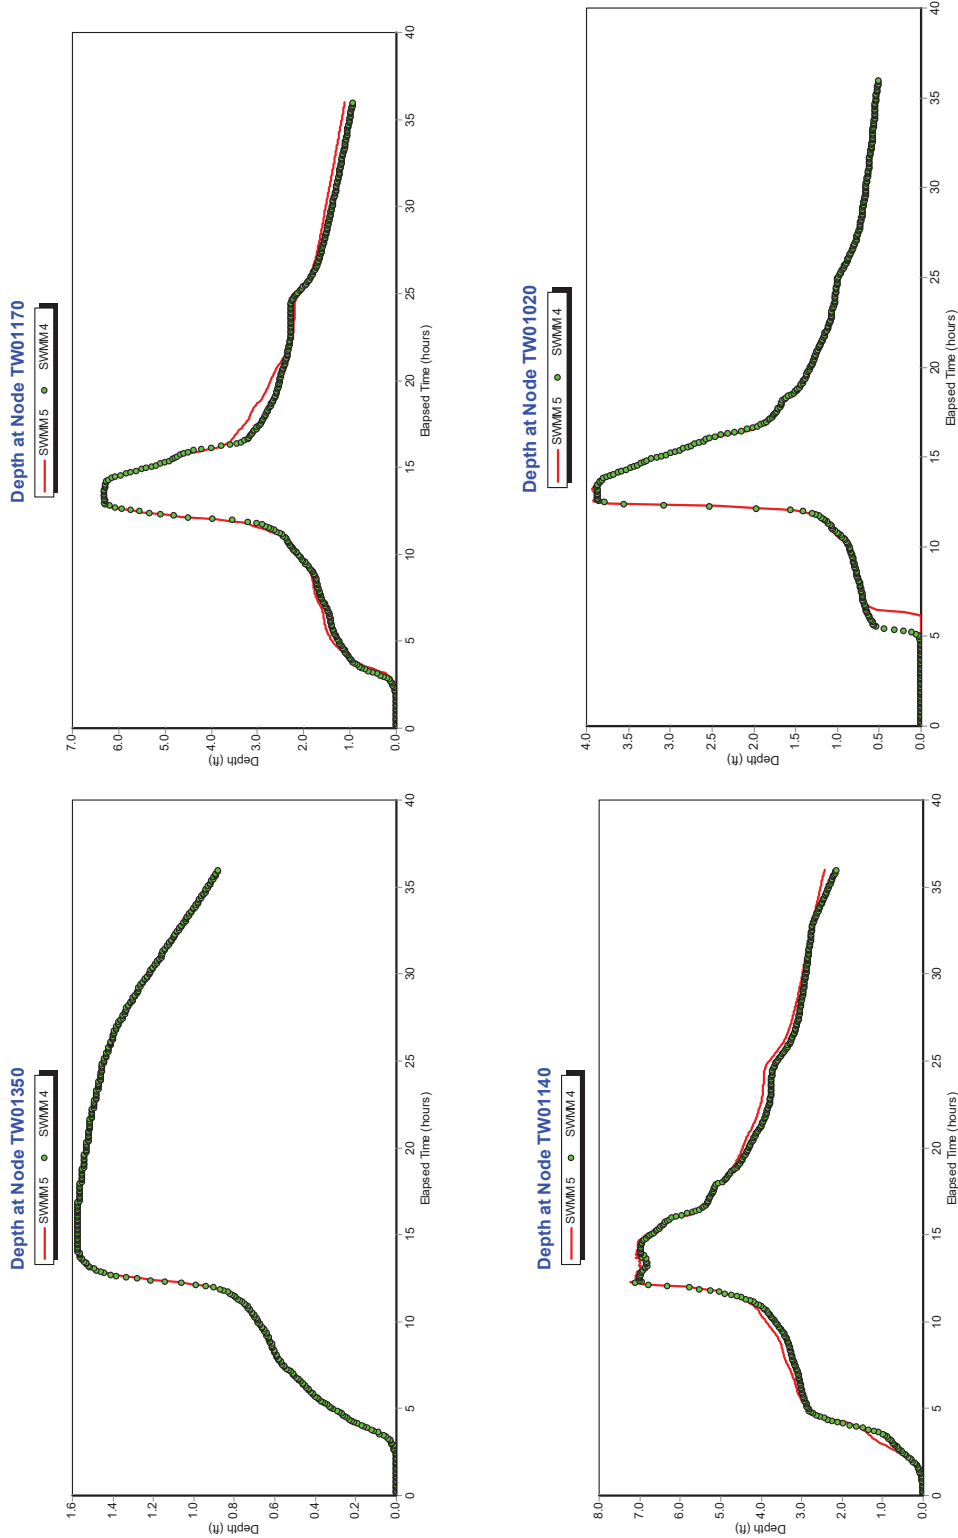 Depth at Node TW01350
SWMM 5 SWMM 4
1.6
1.4
1.2
1.0
0.8
0.6
0.4
0.2
0.0
Depth (ft)
0 5 10 15 20 25 30 35 40
Elapsed Time (hours)
Depth at Node TW01170
SWMM 5 SWMM 4
7.0
6.0
5.0
4.0
3.0
2.0
1.0
0.0
Depth (ft)
0 5 10 15 20 25 30 35 40
Elapsed Time (hours)
Depth at Node TW01140
SWMM 5 SWMM 4
8.0
7.0
6.0
5.0
4.0
3.0
2.0
1.0
0.0
Depth (ft)
0 5 10 15 20 25 30 35 40
Elapsed Time (hours)
Depth at Node TW01020
SWMM 5 SWMM 4
4.0
3.5
3.0
2.5
2.0
1.5
1.0
0.5
0.0
Depth (ft)
0 5 10 15 20 25 30 35 40
Elapsed Time (hours)